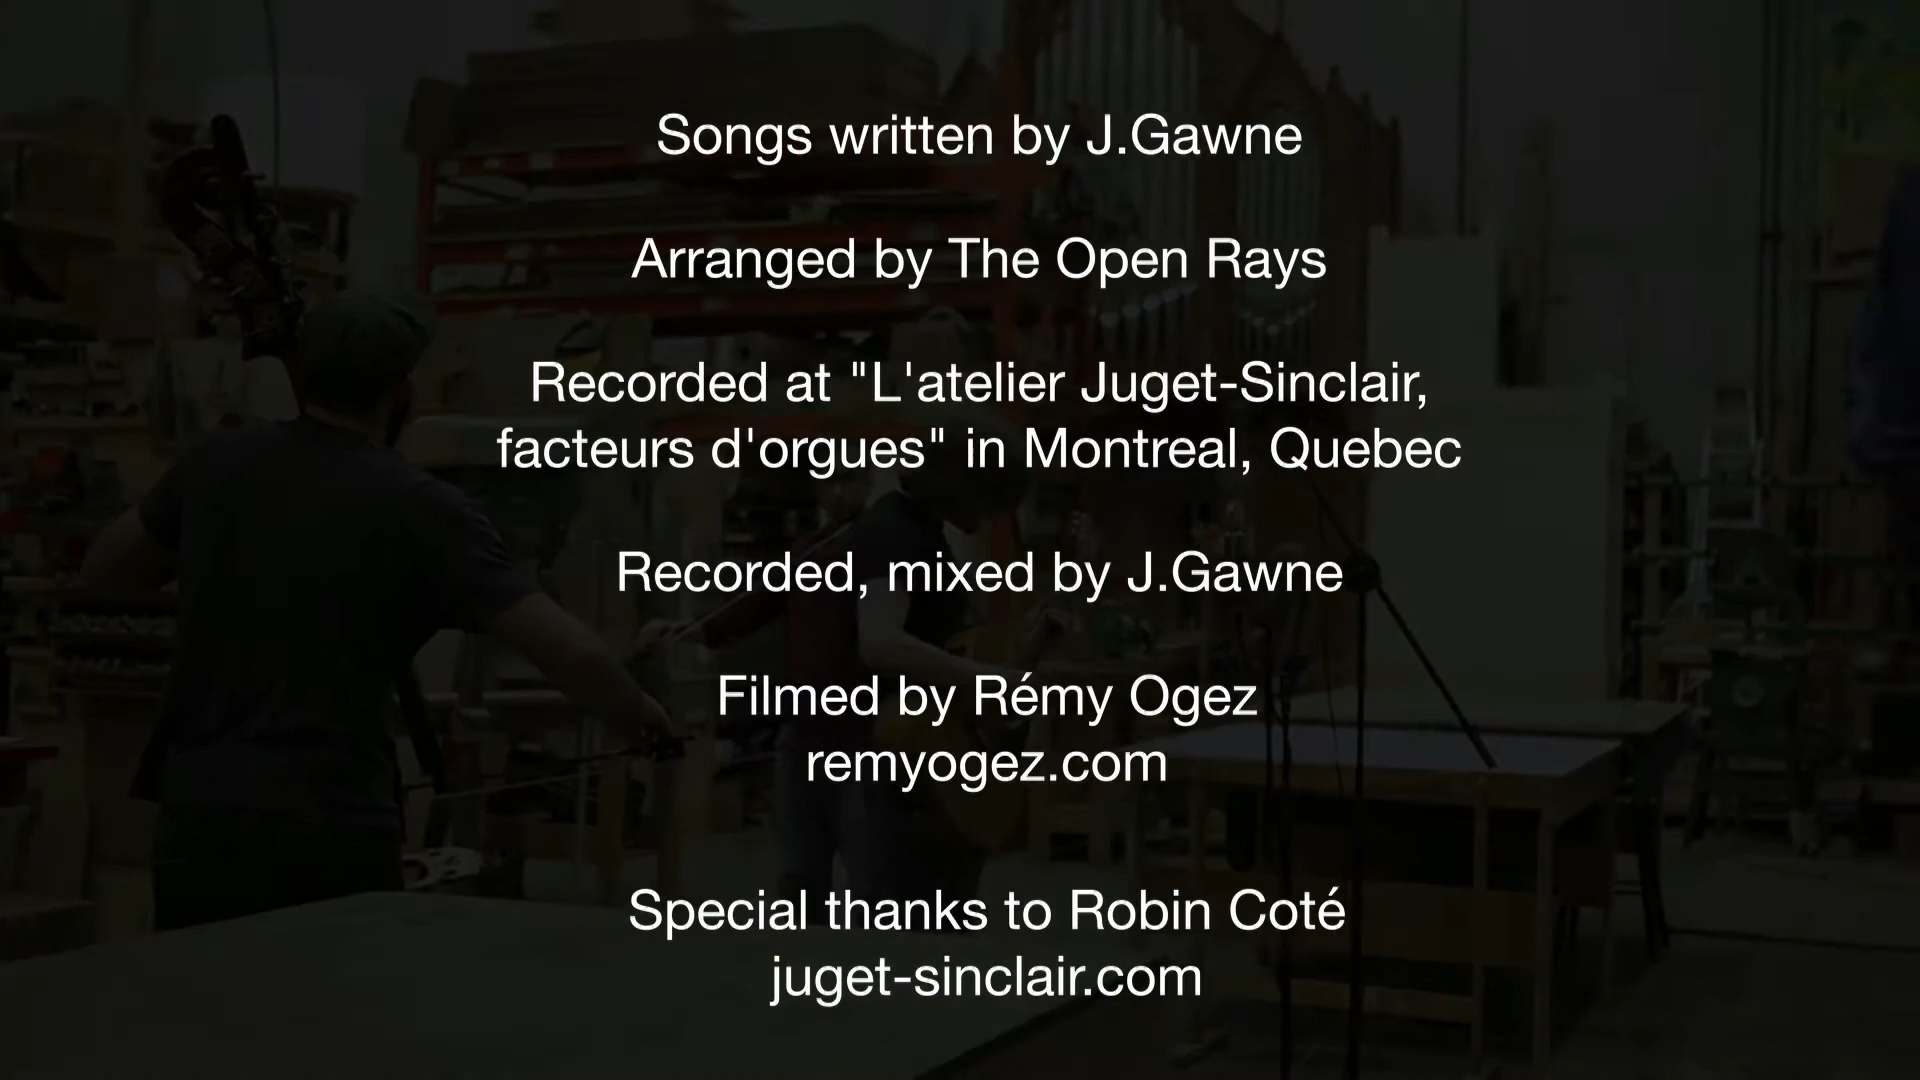 Songs written by J.Gawne
Arranged by The Open Rays
Recorded at "L'atelier Juget-Sinclair,
facteurs d'orgues" in Montreal, Quebec
Recorded, mixed by J.Gawne
Filmed by Rémy Ogez
remyogez.com
Special thanks to Robin Coté
juget-sinclair.com